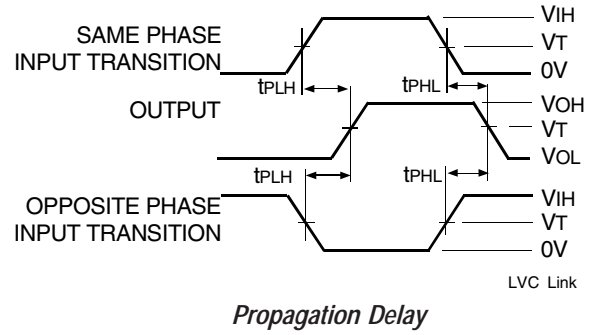 SAME PHASE
INPUT TRANSITION
VIH
VT
0V
tPLH
tPHL
OUTPUT
VOH
VT
VOL
tPLH
tPHL
OPPOSITE PHASE
INPUT TRANSITION
VIH
VT
0V
LVC Link
Propagation Delay